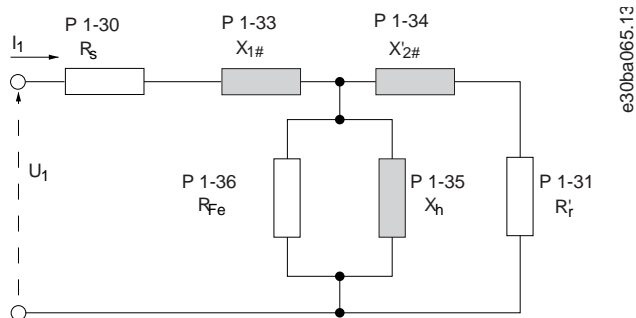 P 1-30
P 1-33
P 1-34
I1
Rs
X1#
X'2#
U1
P 1-36
RFe
P 1-35
Xh
P 1-31
R'r
e30ba065.13